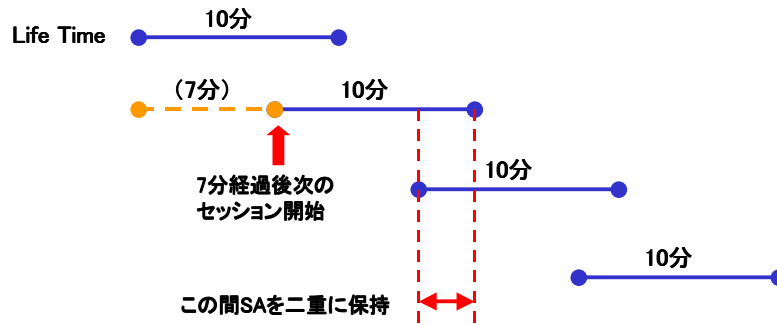 10分
Life Time
(7分)
10分
10分
7分経過後次の
セッション開始
10分
この間SAを二重に保持